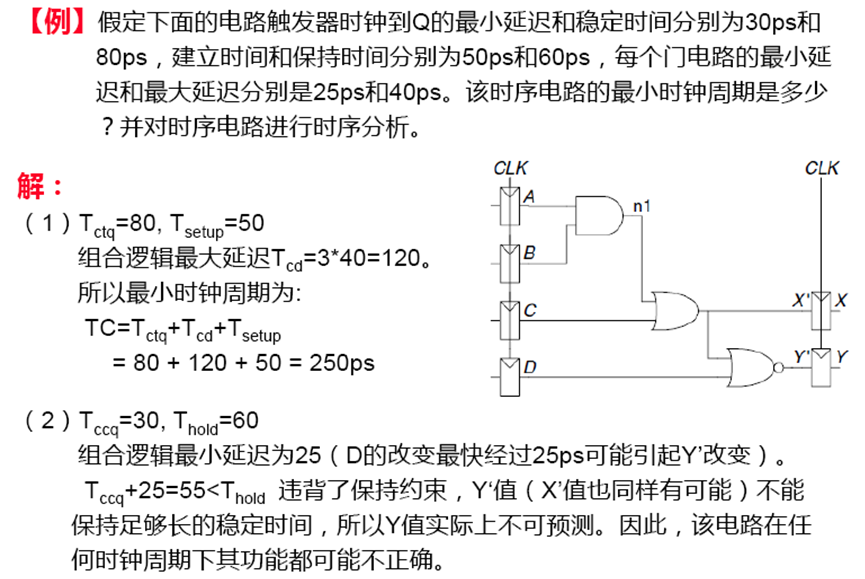 【例】假定下面的电路触发器时钟到Q的最小延迟和稳定时间分别为30ps和
80ps，建立时间和保持时间分别为50ps和60ps，每个门电路的最小延
迟和最大延迟分别是25ps和40ps。该时序电路的最小时钟周期是多少
？并对时序电路进行时序分析。
解：
（1）Tctq=80, Tsetup=50
组合逻辑最大延迟Tcd=3*40=120。
所以最小时钟周期为:
TC=Tctq+Tcd+Tsetup
= 80 + 120 + 50 = 250ps
CLK
CLK
A
n1
B
C
X'
X
D
Y'
Y
（2）Tccq=30, Thold=60
组合逻辑最小延迟为25（D的改变最快经过25ps可能引起Y’改变）。
Tccq+25=55<Thold 违背了保持约束，Y‘值（X’值也同样有可能）不能
保持足够长的稳定时间，所以Y值实际上不可预测。因此，该电路在任
何时钟周期下其功能都可能不正确。